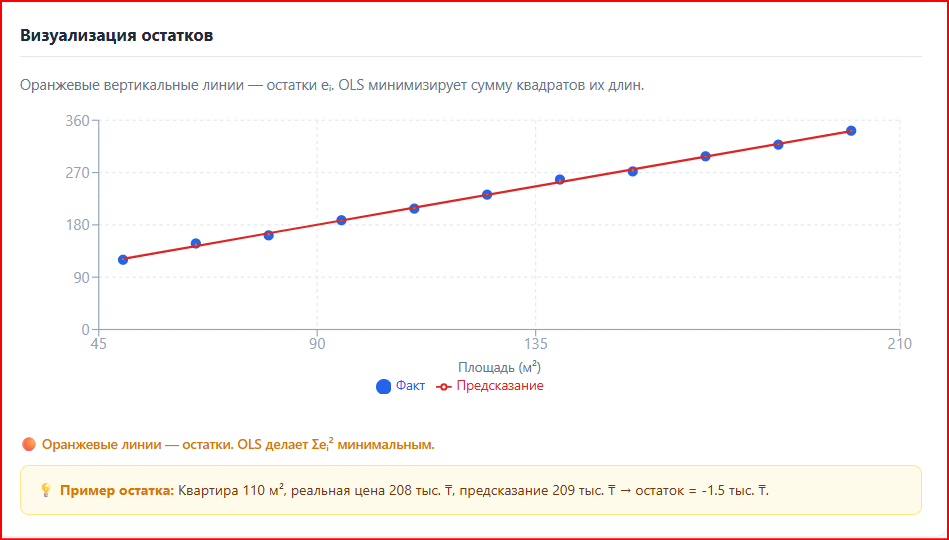 Визуализация остатков
Оранжевые вертикальные линии — остатки eᵢ. OLS минимизирует сумму квадратов их длин.
360
270
180
90
0
45 90 135 210
Площадь (м²)
Факт Предсказание
Оранжевые линии — остатки. OLS делает Σeᵢ² минимальным.
💡 Пример остатка: Квартира 110 м², реальная цена 208 тыс. ₸, предсказание 209 тыс. ₸ → остаток = -1.5 тыс. ₸.